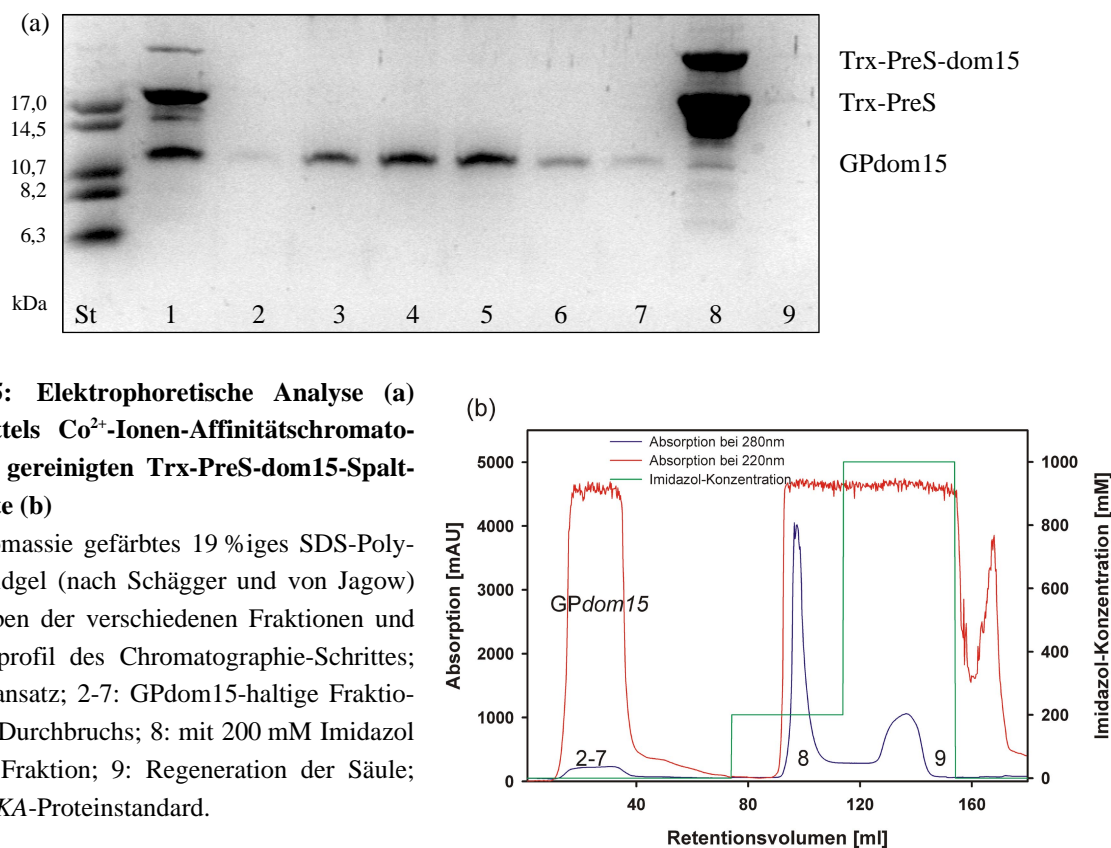 (a)
Trx-PreS-dom15
17,0
Trx-PreS
14,5
10,7
GPdom15
8,2
6,3
kDa
St 1 2 3 4 5 6 7 8 9
5: Elektrophoretische Analyse (a)
ttels Co²⁺-Ionen-Affinitätschromato-
gereinigten Trx-PreS-dom15-Spalt-
te (b)
omassie gefärbtes 19 %iges SDS-Poly-
idgel (nach Schägger und von Jagow)
ben der verschiedenen Fraktionen und
profil des Chromatographie-Schrittes;
ansatz; 2-7: GPdom15-haltige Fraktio-
Durchbruchs; 8: mit 200 mM Imidazol
Fraktion; 9: Regeneration der Säule;
KA-Proteinstandard.
(b)
Absorption bei 280nm
Absorption bei 220nm
Imidazol-Konzentration
5000
4000
3000
2000
1000
0
Absorption [mAU]
GPdom15
2-7
8
9
1000
800
600
400
200
0
Imidazol-Konzentration [mM]
40 80 120 160
Retentionsvolumen [ml]